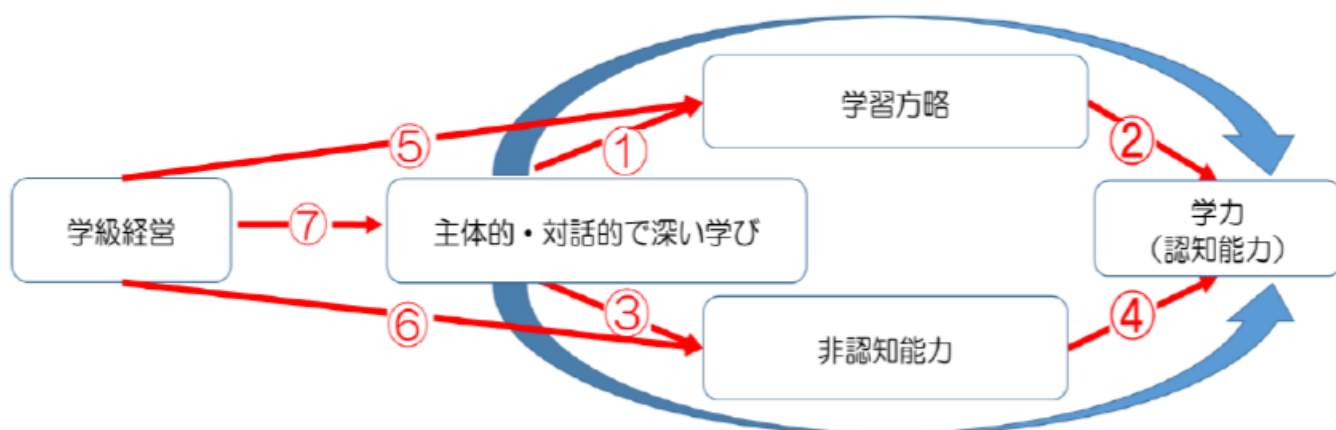 学習方略
⑤
①
②
学級経営
⑦
主体的・対話的で深い学び
学力
(認知能力)
⑥
③
④
非認知能力